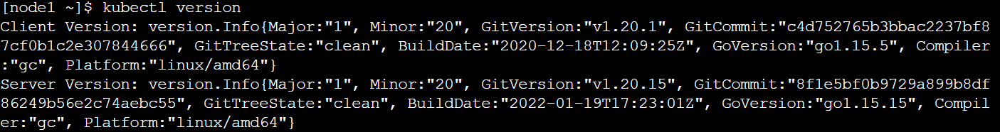 [node1 ~]$ kubectl version
Client Version: version.Info{Major:"1", Minor:"20", GitVersion:"v1.20.1", GitCommit:"c4d752765b3bbac2237bf8
7cf0b1c2e307844666", GitTreeState:"clean", BuildDate:"2020-12-18T12:09:25Z", GoVersion:"go1.15.5", Compiler
:"gc", Platform:"linux/amd64"}
Server Version: version.Info{Major:"1", Minor:"20", GitVersion:"v1.20.15", GitCommit:"8f1e5bf0b9729a899b8df
86249b56e2c74aebc55", GitTreeState:"clean", BuildDate:"2022-01-19T17:23:01Z", GoVersion:"go1.15.15", Compil
er:"gc", Platform:"linux/amd64"}